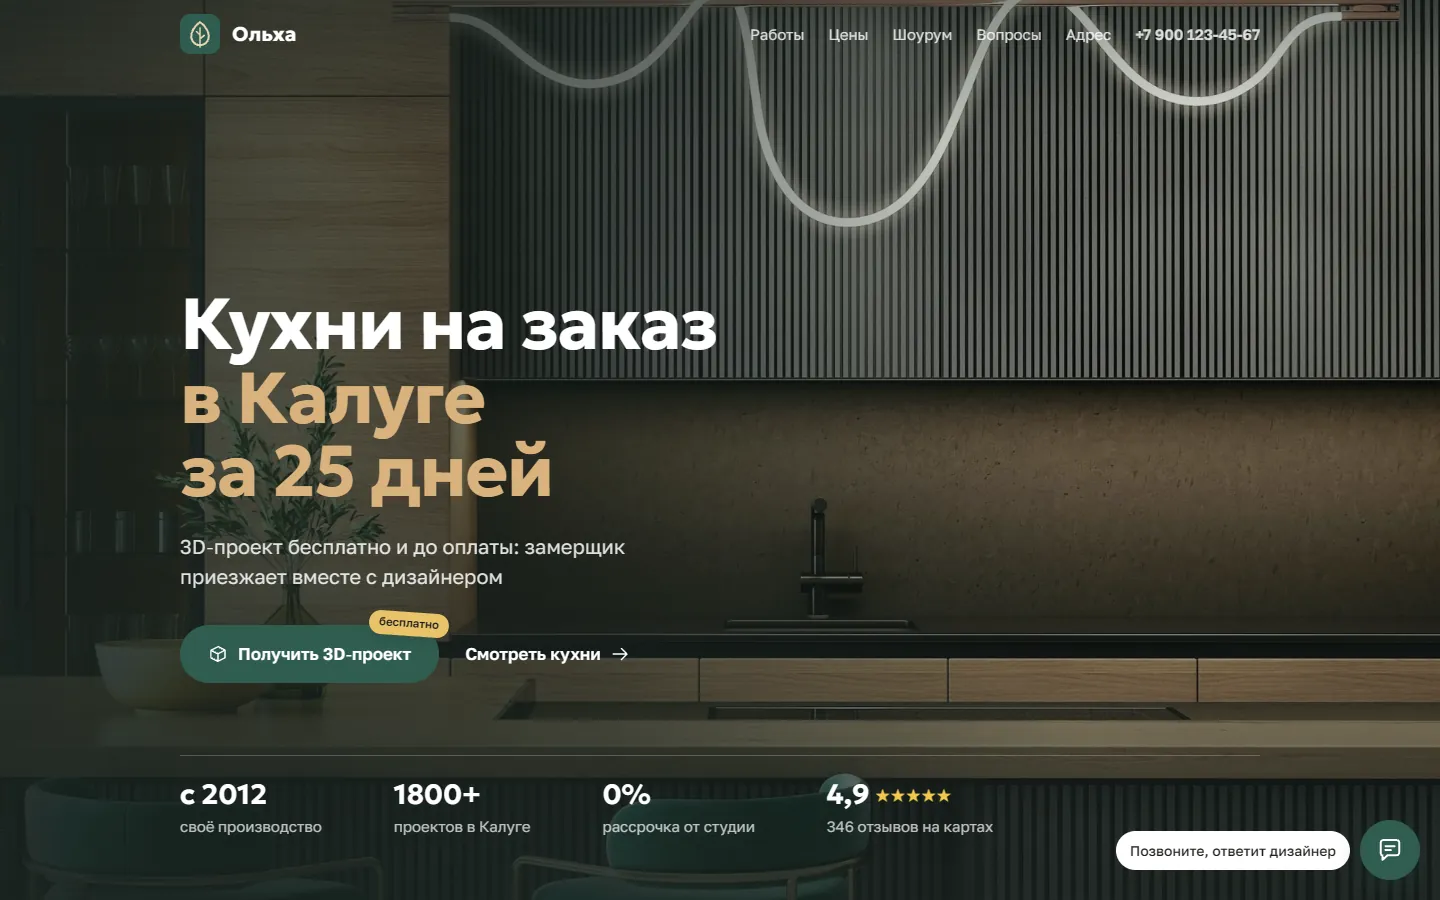 Ольха
Работы Цены Шоурум Вопросы Адрес +7 900 123-45-67
Кухни на заказ
в Калуге
за 25 дней
3D-проект бесплатно и до оплаты: замерщик
приезжает вместе с дизайнером
бесплатно
Получить 3D-проект Смотреть кухни →
с 2012 1800+ 0% 4,9 ★★★★★
своё производство проектов в Калуге рассрочка от студии 346 отзывов на картах
Позвоните, ответит дизайнер